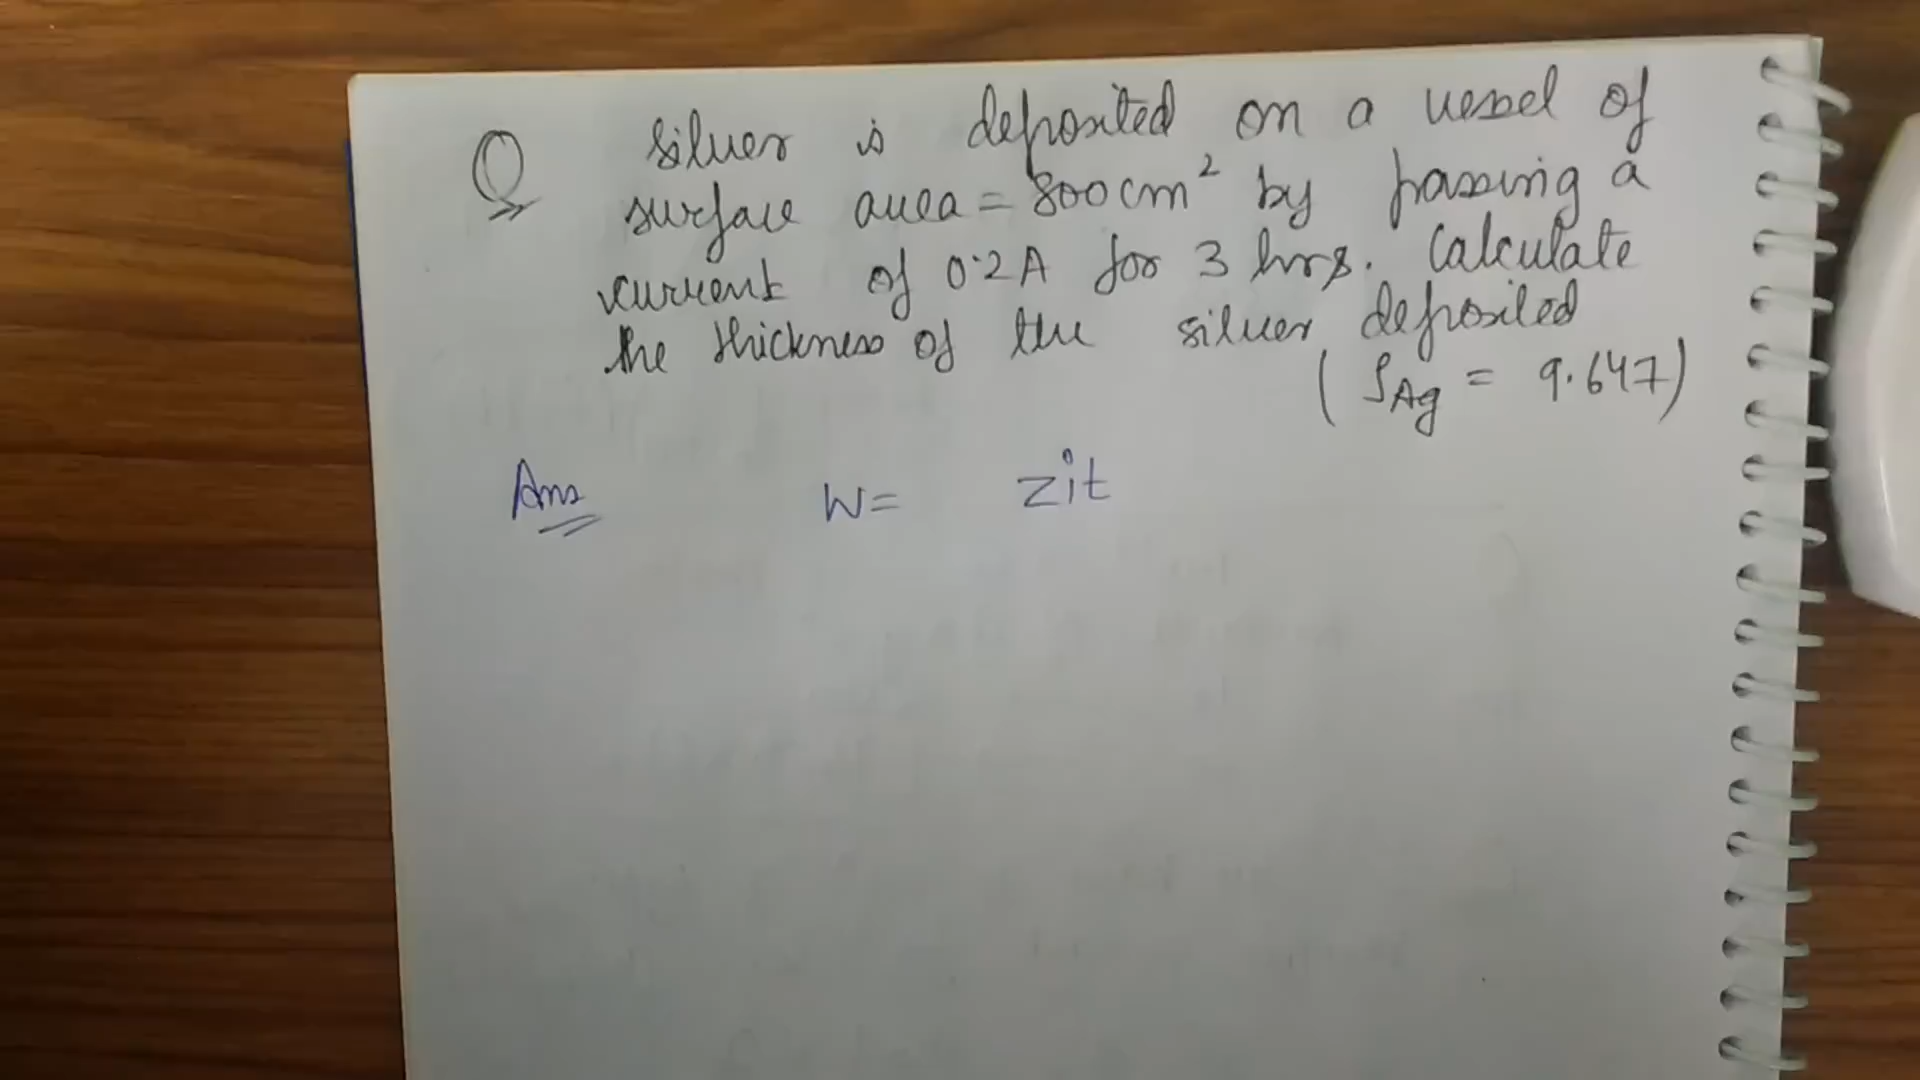 Q silver is deposited on a vessel of
surface area = 800 cm² by passing a
current of 0.2A for 3 hrs. Calculate
the thickness of the silver deposited
(ρAg = 9.647)
Ans W= zit